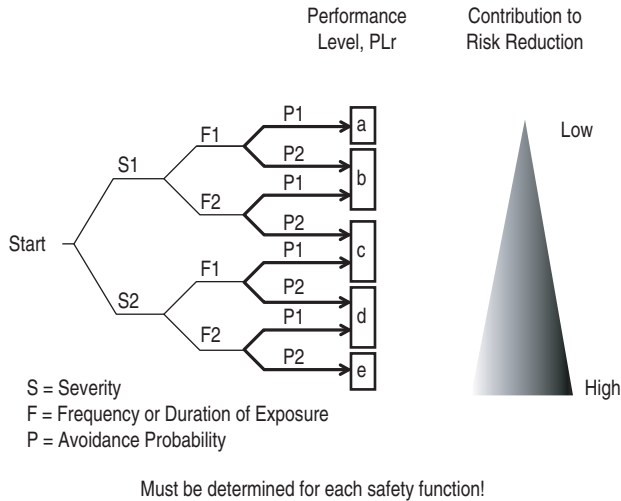 Performance
Level, PLr
Contribution to
Risk Reduction
P1
a
Low
F1
P2
S1
P1
b
F2
P2
Start
P1
c
F1
P2
S2
P1
d
F2
P2
e
High
S = Severity
F = Frequency or Duration of Exposure
P = Avoidance Probability
Must be determined for each safety function!